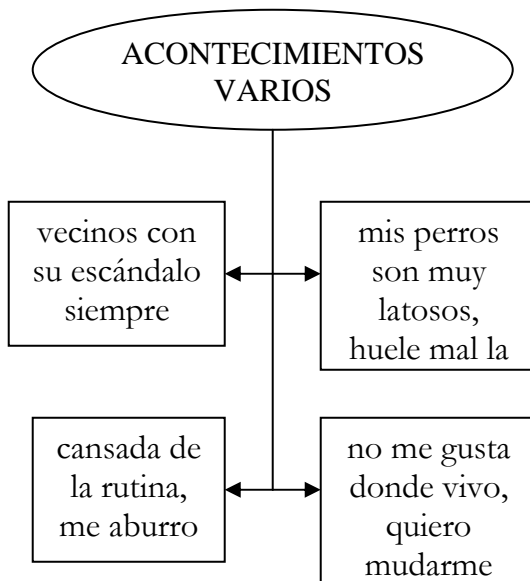 ACONTECIMIENTOS
VARIOS
vecinos con
su escándalo
siempre
mis perros
son muy
latosos,
huele mal la
cansada de
la rutina,
me aburro
no me gusta
donde vivo,
quiero
mudarme